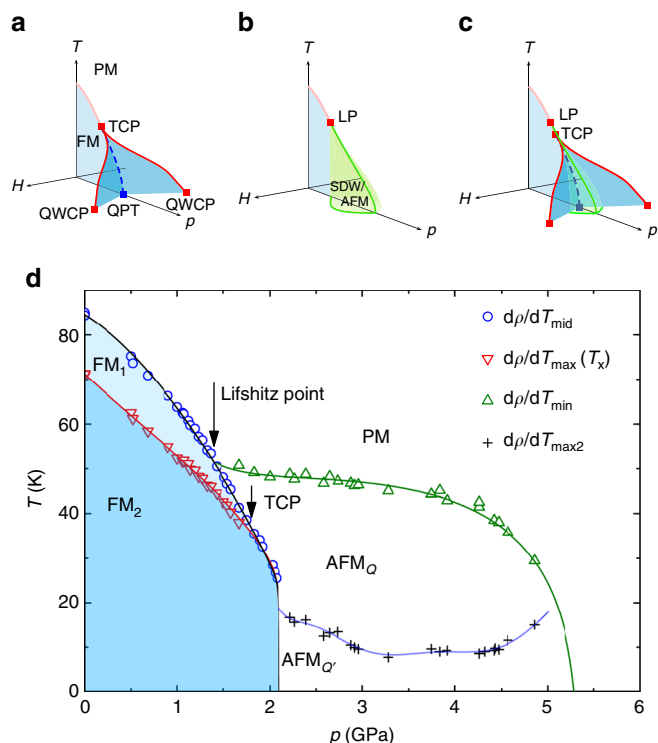 a
b
c
T
PM
TCP
FM
H
QWCP
QPT
QWCP
p
T
LP
SDW/
AFM
p
T
LP
TCP
H
p
d
80
60
40
20
0
T (K)
FM1
FM2
Lifshitz point
TCP
PM
AFMQ
AFMQ′
dρ/dTmid
dρ/dTmax (Tx)
dρ/dTmin
dρ/dTmax2
0
1
2
3
4
5
6
p (GPa)